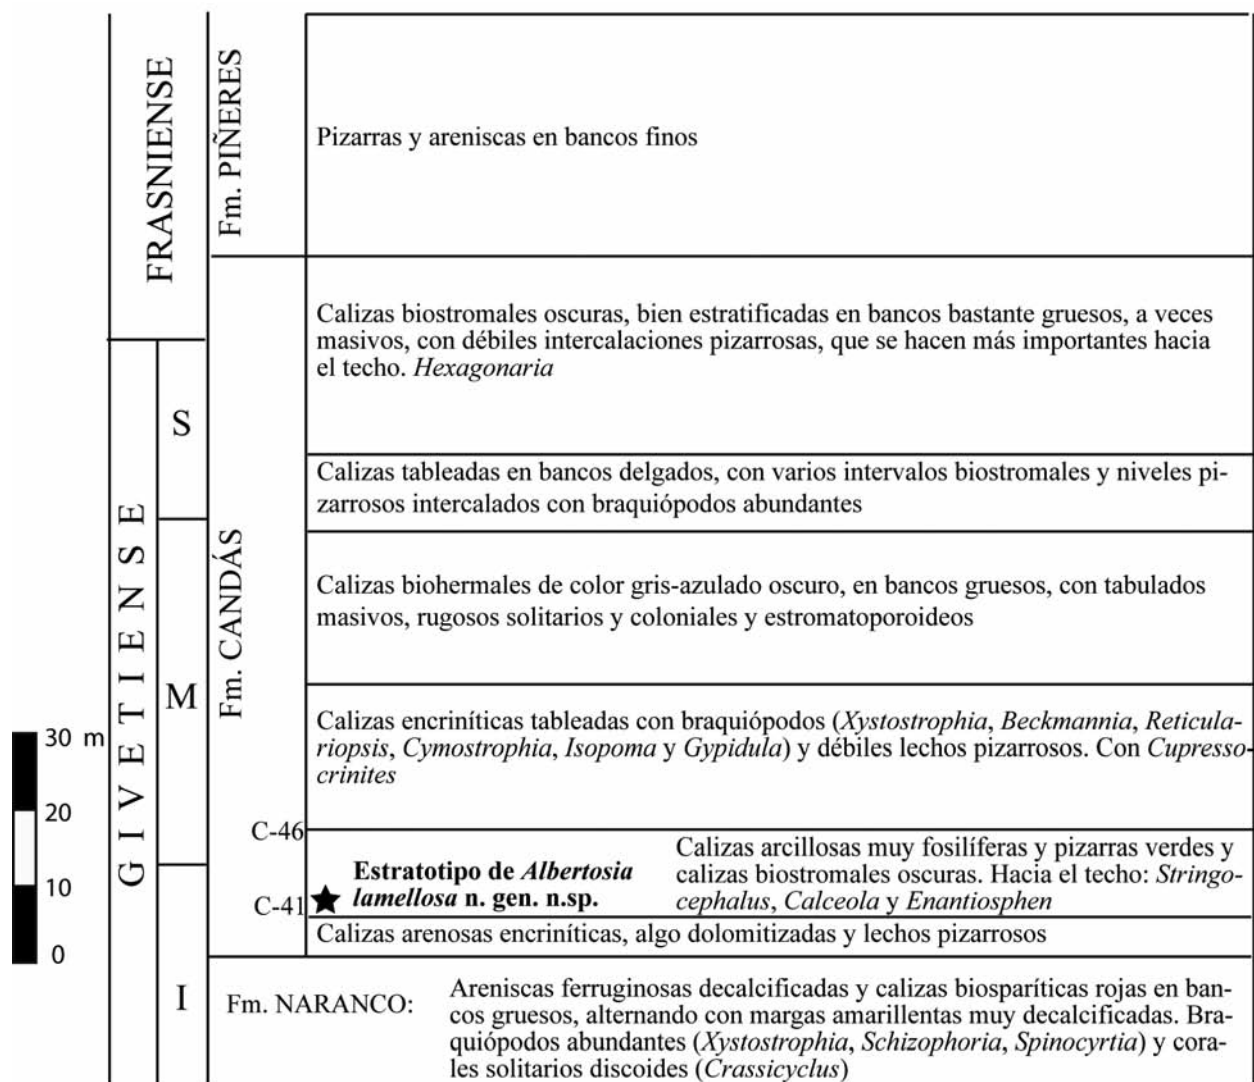 FRASNIENSE
Fm. PIÑERES
Pizarras y areniscas en bancos finos
GIVETIENSE
S
Fm. CANDÁS
Calizas biostromales oscuras, bien estratificadas en bancos bastante gruesos, a veces
masivos, con débiles intercalaciones pizarrosas, que se hacen más importantes hacia
el techo. Hexagonaria
Calizas tableadas en bancos delgados, con varios intervalos biostromales y niveles pi-
zarrosos intercalados con braquiópodos abundantes
M
Calizas biohermales de color gris-azulado oscuro, en bancos gruesos, con tabulados
masivos, rugosos solitarios y coloniales y estromatoporoideos
Calizas encriníticas tableadas con braquiópodos (Xystostrophia, Beckmannia, Reticula-
riopsis, Cymostrophia, Isopoma y Gypidula) y débiles lechos pizarrosos. Con Cupresso-
crinites
30 m
20
10
0
C-46
C-41
Estratotipo de Albertosia
lamellosa n. gen. n.sp.
Calizas arcillosas muy fosilíferas y pizarras verdes y
calizas biostromales oscuras. Hacia el techo: Stringo-
cephalus, Calceola y Enantiosphen
Calizas arenosas encriníticas, algo dolomitizadas y lechos pizarrosos
I
Fm. NARANCO:
Areniscas ferruginosas decalcificadas y calizas biosparíticas rojas en ban-
cos gruesos, alternando con margas amarillentas muy decalcificadas. Bra-
quiópodos abundantes (Xystostrophia, Schizophoria, Spinocyrtia) y cora-
les solitarios discoides (Crassicyclus)